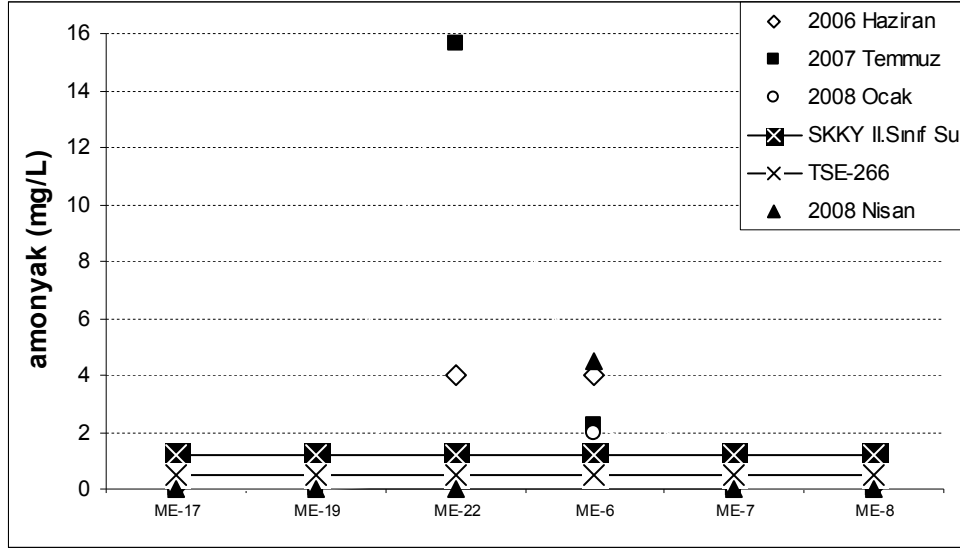 16
14
12
10
8
6
4
2
0
amonyak (mg/L)
ME-17 ME-19 ME-22 ME-6 ME-7 ME-8
2006 Haziran
2007 Temmuz
2008 Ocak
SKKY II.Sınıf Su
TSE-266
2008 Nisan